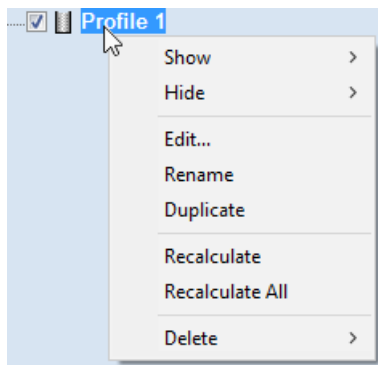 Profile 1
Show
Hide
Edit...
Rename
Duplicate
Recalculate
Recalculate All
Delete